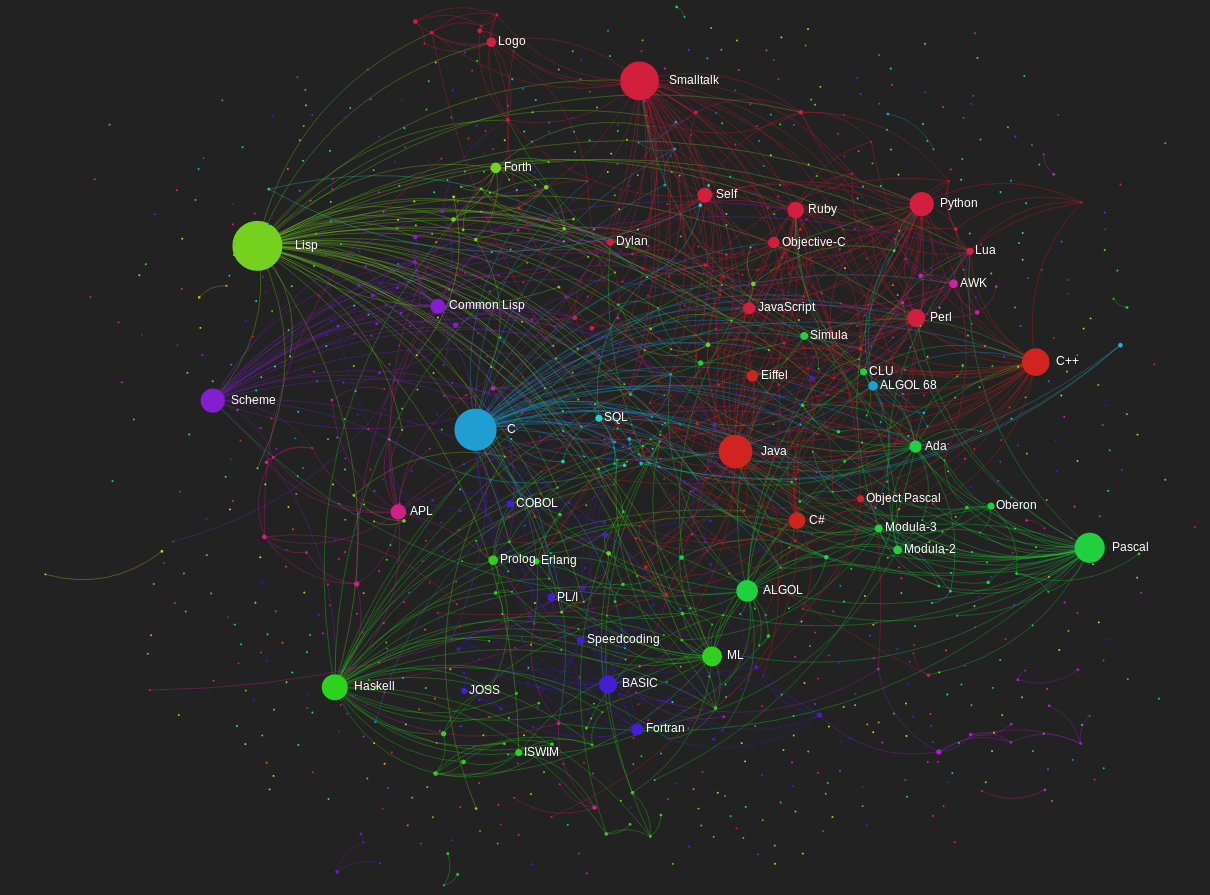 Logo
Smalltalk
Forth
Self
Ruby
Python
Lisp
Dylan
Objective-C
Lua
AWK
Common Lisp
JavaScript
Perl
Simula
C++
Eiffel
CLU
ALGOL 68
Scheme
SQL
C
Java
Ada
Object Pascal
COBOL
Oberon
APL
C#
Modula-3
Modula-2
Pascal
Prolog
Erlang
ALGOL
PL/I
Speedcoding
ML
BASIC
Haskell
JOSS
Fortran
ISWIM